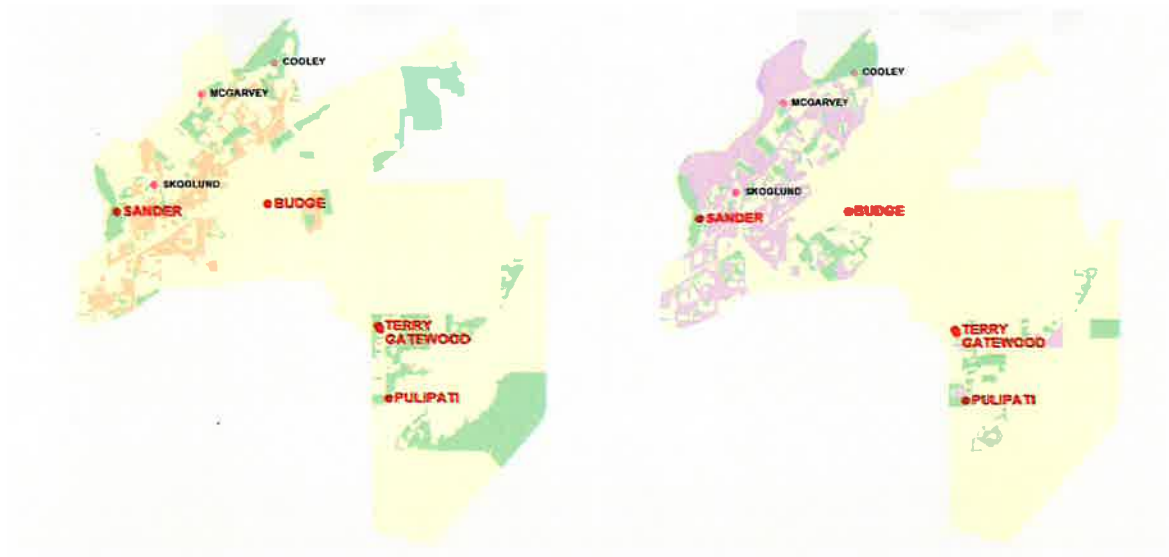 COOLEY
MCGARVEY
SKOGLUND
SANDER
BUDGE
TERRY
GATEWOOD
PULIPATI
COOLEY
MCGARVEY
SKOGLUND
SANDER
BUDGE
TERRY
GATEWOOD
PULIPATI